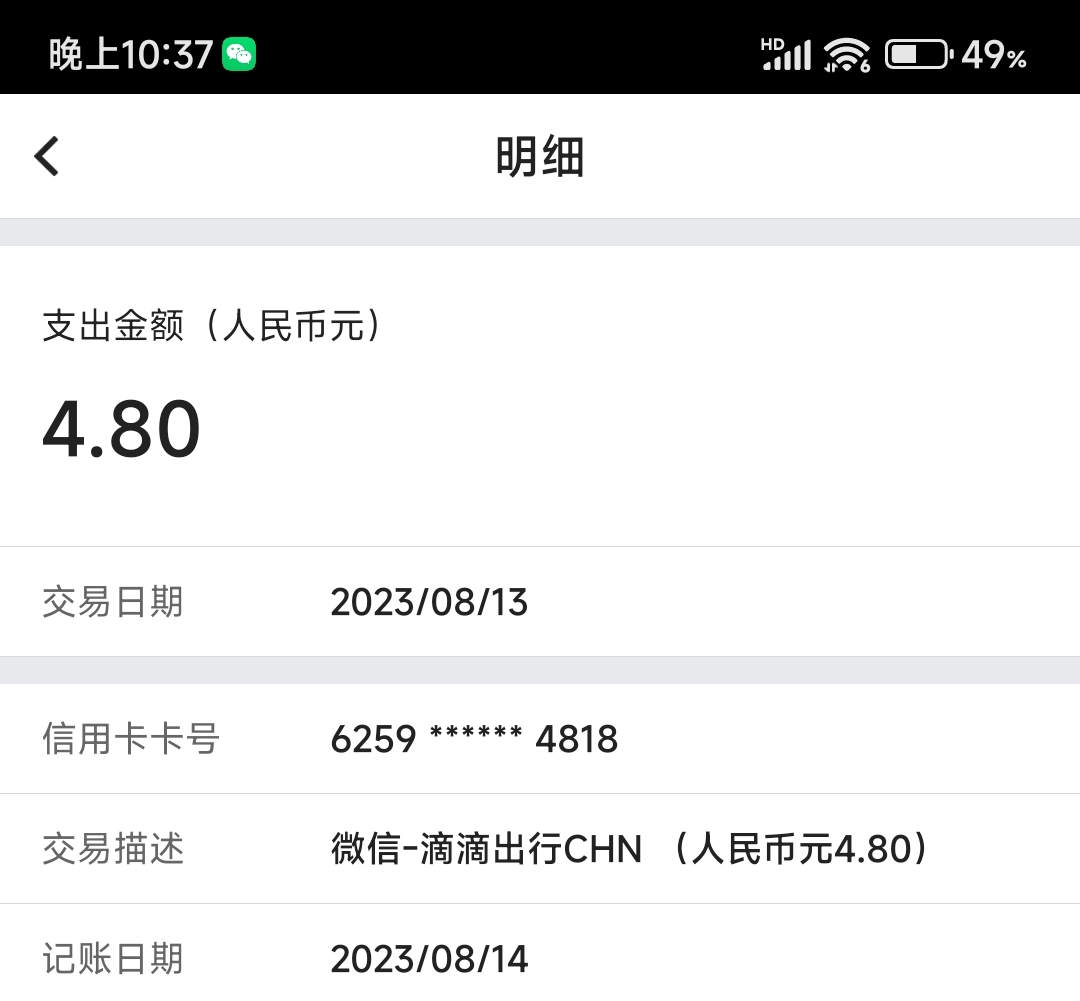 晚上10:37 HD 6 49%
明细
支出金额（人民币元）
4.80
交易日期 2023/08/13
信用卡卡号 6259 ****** 4818
交易描述 微信-滴滴出行CHN （人民币元4.80）
记账日期 2023/08/14